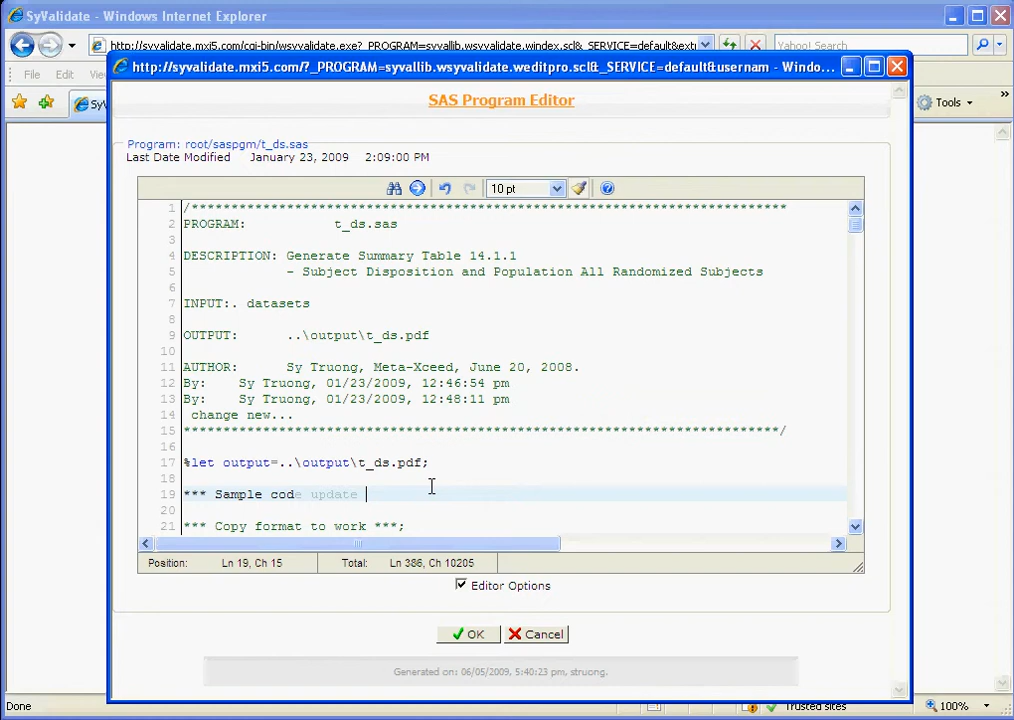 SyValidate - Windows Internet Explorer
http://syvalidate.mxi5.com/cgi-bin/wsyvalidate.exe?_PROGRAM=syvallib.wsyvalidate.windex.scl&_SERVICE=default&ext
Yahoo! Search
File Edit
Tools
http://syvalidate.mxi5.com/?_PROGRAM=syvallib.wsyvalidate.weditpro.scl&_SERVICE=default&usernam - Windo...
SAS Program Editor
Program: root/saspgm/t_ds.sas
Last Date Modified January 23, 2009 2:09:00 PM
10 pt
1 /***************************************************************************
2 PROGRAM: t_ds.sas
3
4 DESCRIPTION: Generate Summary Table 14.1.1
5 - Subject Disposition and Population All Randomized Subjects
6
7 INPUT:. datasets
8
9 OUTPUT: ..\output\t_ds.pdf
10
11 AUTHOR: Sy Truong, Meta-Xceed, June 20, 2008.
12 By: Sy Truong, 01/23/2009, 12:46:54 pm
13 By: Sy Truong, 01/23/2009, 12:48:11 pm
14 change new...
15 ***************************************************************************/
16
17 %let output=..\output\t_ds.pdf;
18
19 *** Sample code update
20
21 *** Copy format to work ***;
Position: Ln 19, Ch 15 Total: Ln 386, Ch 10205
Editor Options
OK Cancel
Generated on: 06/05/2009, 5:40:23 pm, struong.
Done
Trusted sites
100%